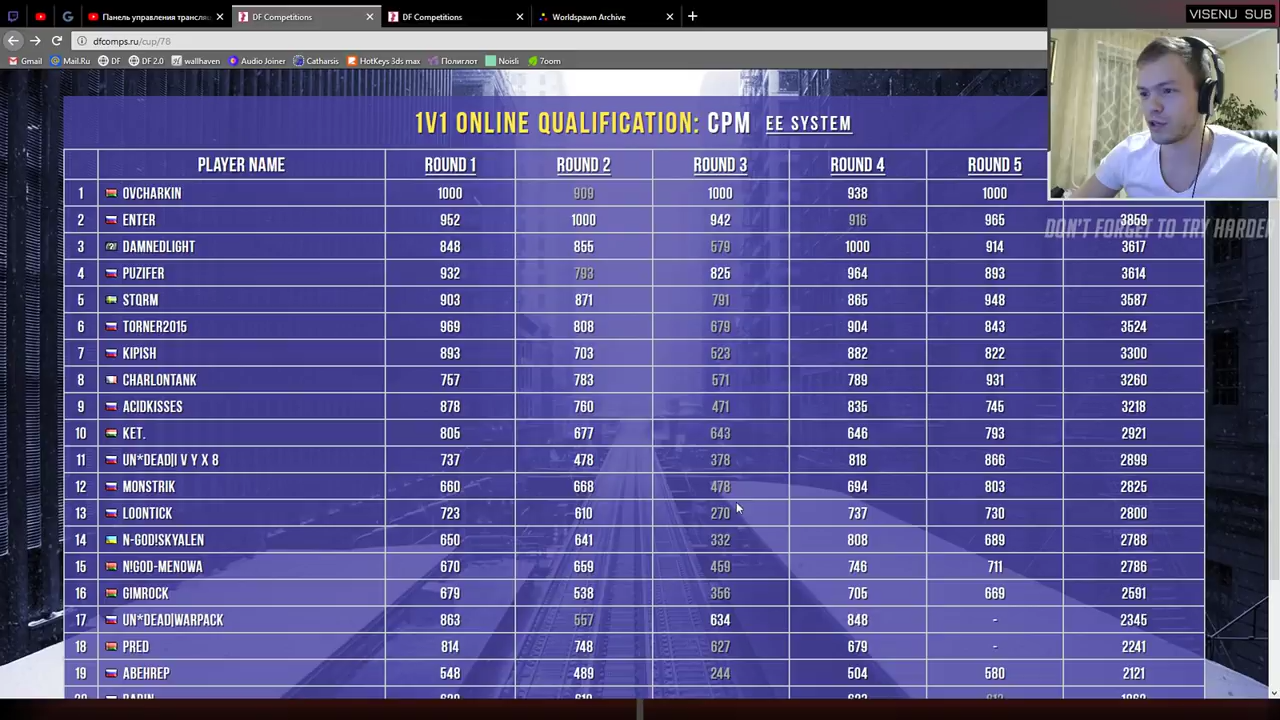 Панель управления трансля
DF Competitions
DF Competitions
Worldspawn Archive
VISENU SUB
dfcomps.ru/cup/78
Gmail @Mail.Ru DF DF 2.0 wallhaven Audio Joiner Catharsis HotKeys 3ds max Полиглот Noisli 7oom
1V1 ONLINE QUALIFICATION: CPM EE SYSTEM
PLAYER NAME ROUND 1 ROUND 2 ROUND 3 ROUND 4 ROUND 5
1 OVCHARKIN 1000 909 1000 938 1000
2 ENTER 952 1000 942 916 965 3859
DON'T FORGET TO TRY HARDER
3 DAMNEDLIGHT 848 855 579 1000 914 3617
4 PUZIFER 932 793 825 964 893 3614
5 STQRM 903 871 791 865 948 3587
6 TORNER2015 969 808 679 904 843 3524
7 KIPISH 893 703 523 882 822 3300
8 CHARLONTANK 757 783 571 789 931 3260
9 ACIDKISSES 878 760 471 835 745 3218
10 KET. 805 677 643 646 793 2921
11 UN*DEAD|I V Y X 8 737 478 378 818 866 2899
12 MONSTRIK 660 668 478 694 803 2825
13 LOONTICK 723 610 270 737 730 2800
14 N-GOD!SKYALEN 650 641 332 808 689 2788
15 N!GOD-MENOWA 670 659 459 746 711 2786
16 GIMROCK 679 538 356 705 669 2591
17 UN*DEAD|WARPACK 863 557 634 848 - 2345
18 PRED 814 748 627 679 - 2241
19 ABEHREP 548 489 244 504 580 2121